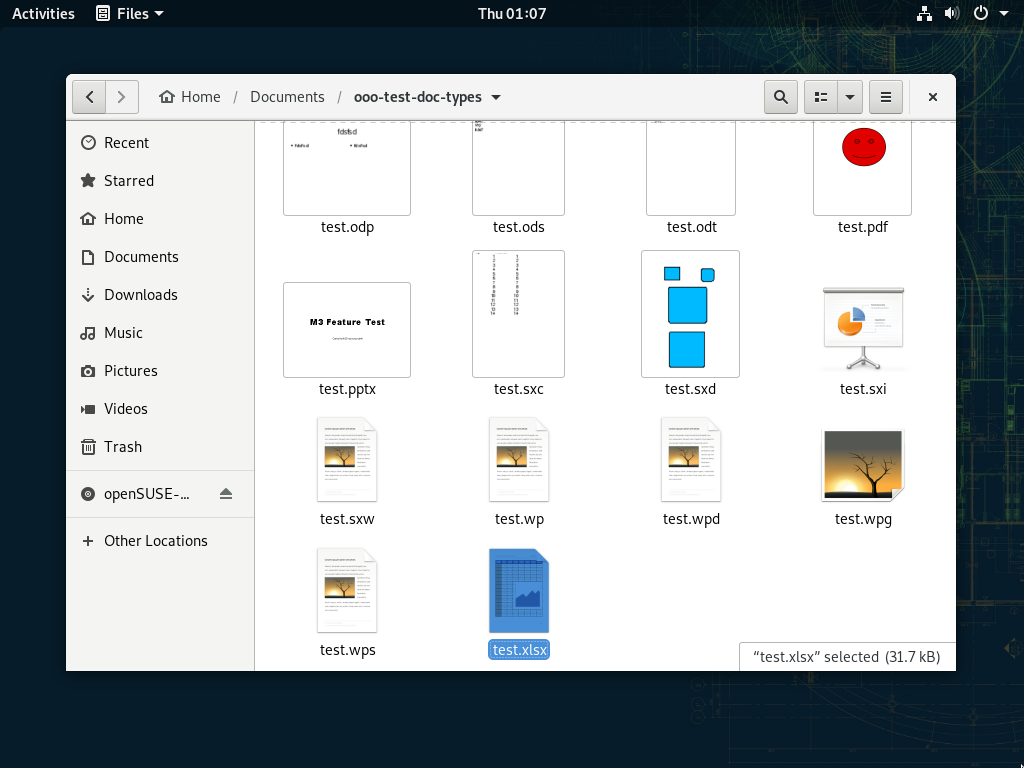 Activities
Files
Thu 01:07
Home / Documents / ooo-test-doc-types
Recent
Starred
Home
Documents
Downloads
Music
Pictures
Videos
Trash
openSUSE-...
Other Locations
fdsfsd
test.odp
test.ods
test.odt
test.pdf
M3 Feature Test
test.pptx
test.sxc
test.sxd
test.sxi
test.sxw
test.wp
test.wpd
test.wpg
test.wps
test.xlsx
“test.xlsx” selected (31.7 kB)